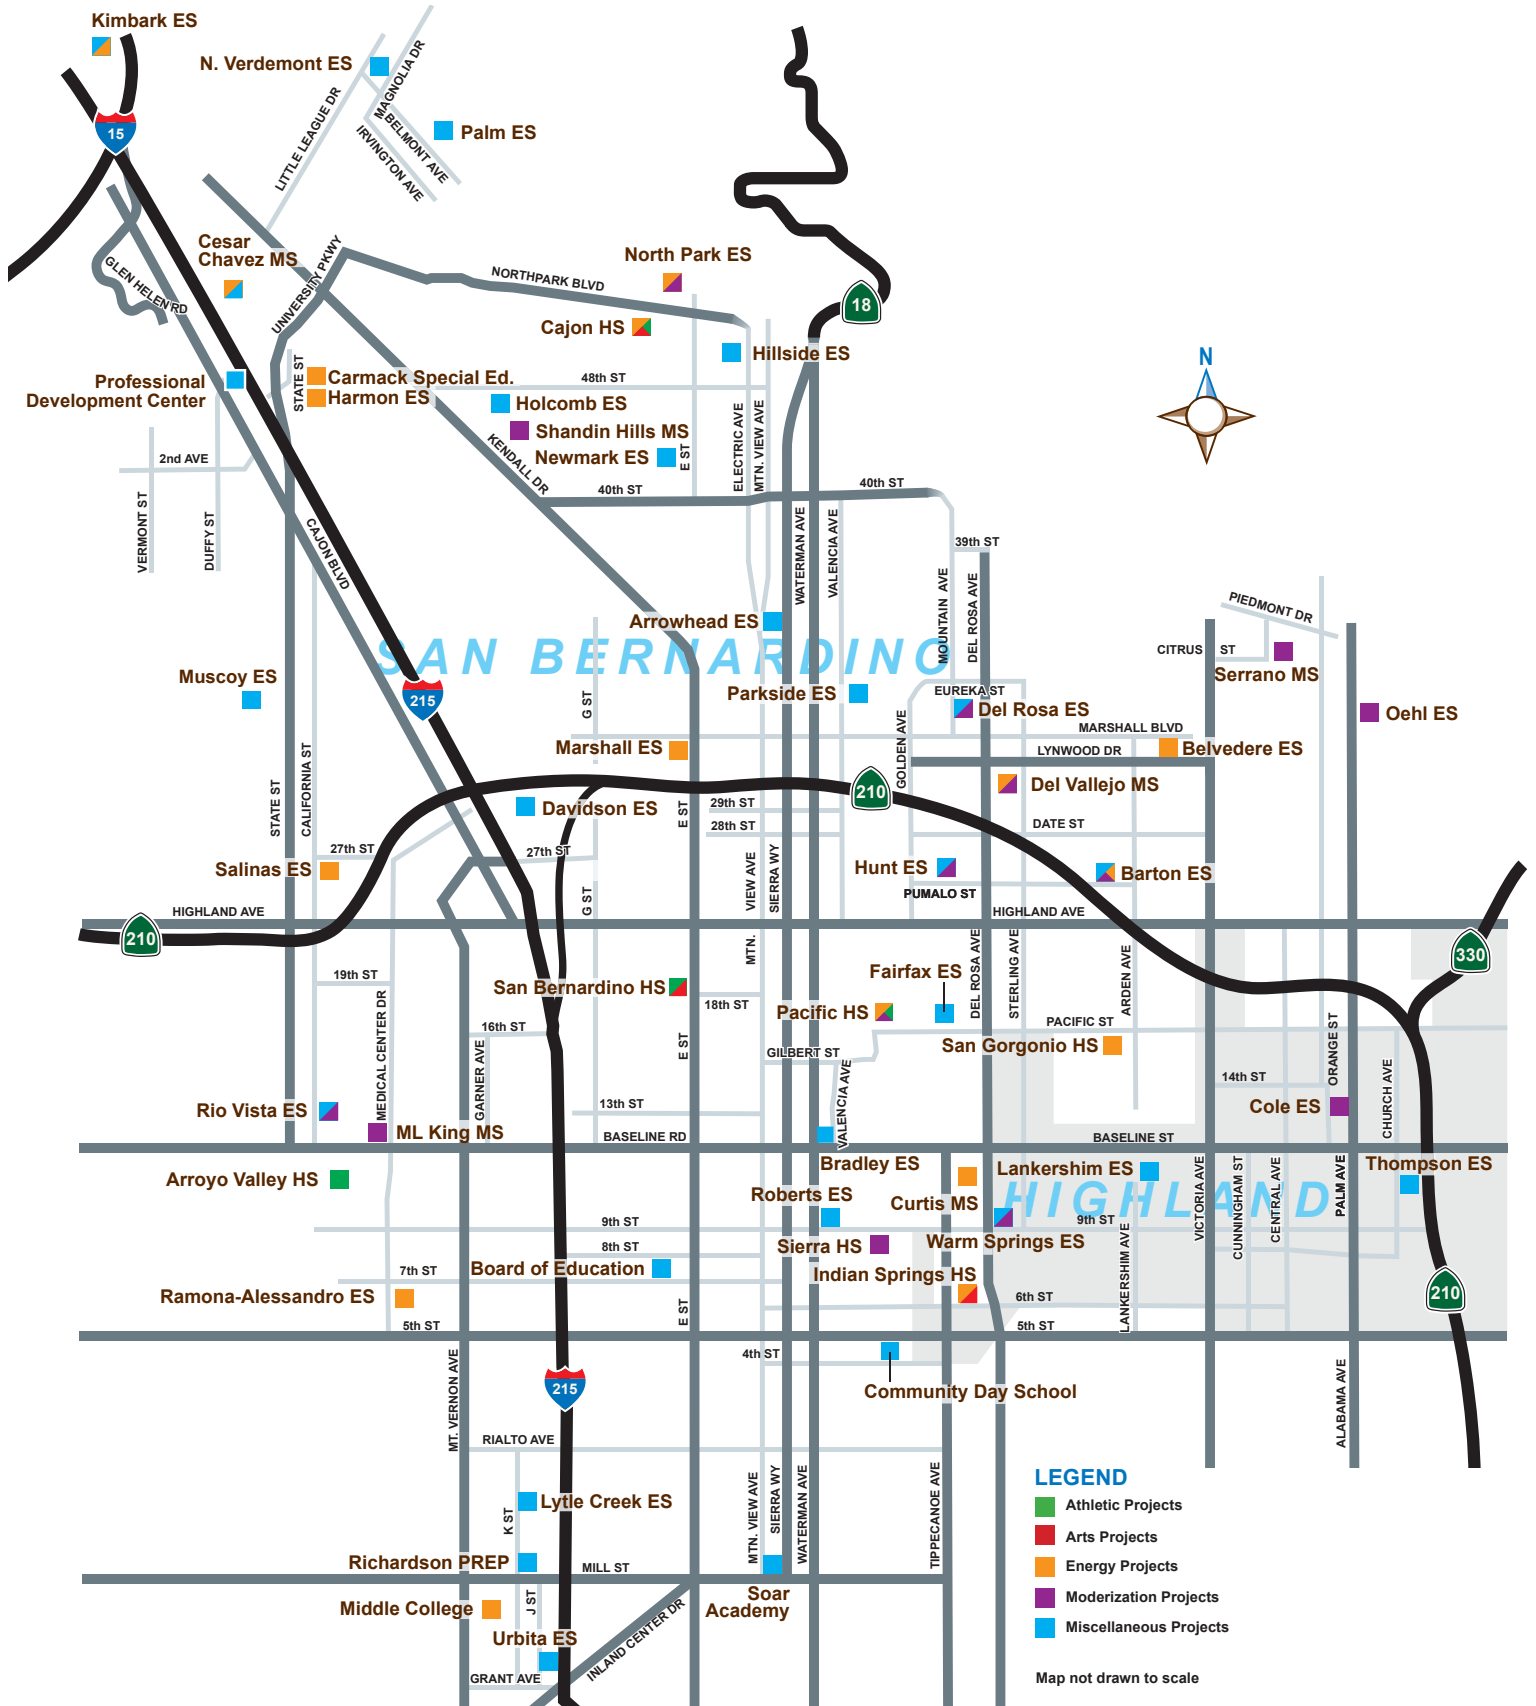 Kimbark ES
N. Verdemont ES
MAGNOLIA DR
LITTLE LEAGUE DR
BELMONT AVE
IRVINGTON AVE
Palm ES
15
Cesar
Chavez MS
GLEN HELEN RD
UNIVERSITY PKWY
NORTHPARK BLVD
North Park ES
18
Cajon HS
Hillside ES
N
STATE ST
Professional
Development Center
Carmack Special Ed.
Harmon ES
48th ST
Holcomb ES
Shandin Hills MS
Newmark ES
E ST
ELECTRIC AVE
MTN. VIEW AVE
KENDALL DR
2nd AVE
40th ST
40th ST
VERMONT ST
DUFFY ST
CAJON BLVD
WATERMAN AVE
VALENCIA AVE
39th ST
MOUNTAIN AVE
DEL ROSA AVE
PIEDMONT DR
Arrowhead ES
SAN BERNARDINO
CITRUS ST
Serrano MS
Muscoy ES
215
G ST
Parkside ES
EUREKA ST
Del Rosa ES
Oehl ES
GOLDEN AVE
MARSHALL BLVD
Marshall ES
LYNWOOD DR
Belvedere ES
STATE ST
CALIFORNIA ST
210
Del Vallejo MS
Davidson ES
E ST
29th ST
28th ST
DATE ST
27th ST
27th ST
Salinas ES
Hunt ES
Barton ES
PUMALO ST
G ST
VIEW AVE
MTN.
SIERRA WY
HIGHLAND AVE
HIGHLAND AVE
210
330
19th ST
MEDICAL CENTER DR
San Bernardino HS
18th ST
Fairfax ES
Pacific HS
DEL ROSA AVE
STERLING AVE
ARDEN AVE
16th ST
GARNER AVE
E ST
GILBERT ST
PACIFIC ST
San Gorgonio HS
VALENCIA AVE
ORANGE ST
CHURCH AVE
14th ST
Cole ES
Rio Vista ES
13th ST
ML King MS
BASELINE RD
BASELINE ST
Bradley ES
Arroyo Valley HS
Lankershim ES
Thompson ES
Roberts ES
Curtis MS
HIGHLAND
VICTORIA AVE
CUNNINGHAM ST
CENTRAL AVE
PALM AVE
9th ST
9th ST
Warm Springs ES
Sierra HS
8th ST
LANKERSHIM AVE
7th ST
Board of Education
Indian Springs HS
Ramona-Alessandro ES
E ST
6th ST
210
5th ST
5th ST
4th ST
215
MT. VERNON AVE
Community Day School
ALABAMA AVE
RIALTO AVE
K ST
Lytle Creek ES
MTN. VIEW AVE
SIERRA WY
WATERMAN AVE
TIPPECANOE AVE
Richardson PREP
MILL ST
Soar
Academy
Middle College
J ST
Urbita ES
INLAND CENTER DR
GRANT AVE
LEGEND
Athletic Projects
Arts Projects
Energy Projects
Moderization Projects
Miscellaneous Projects
Map not drawn to scale